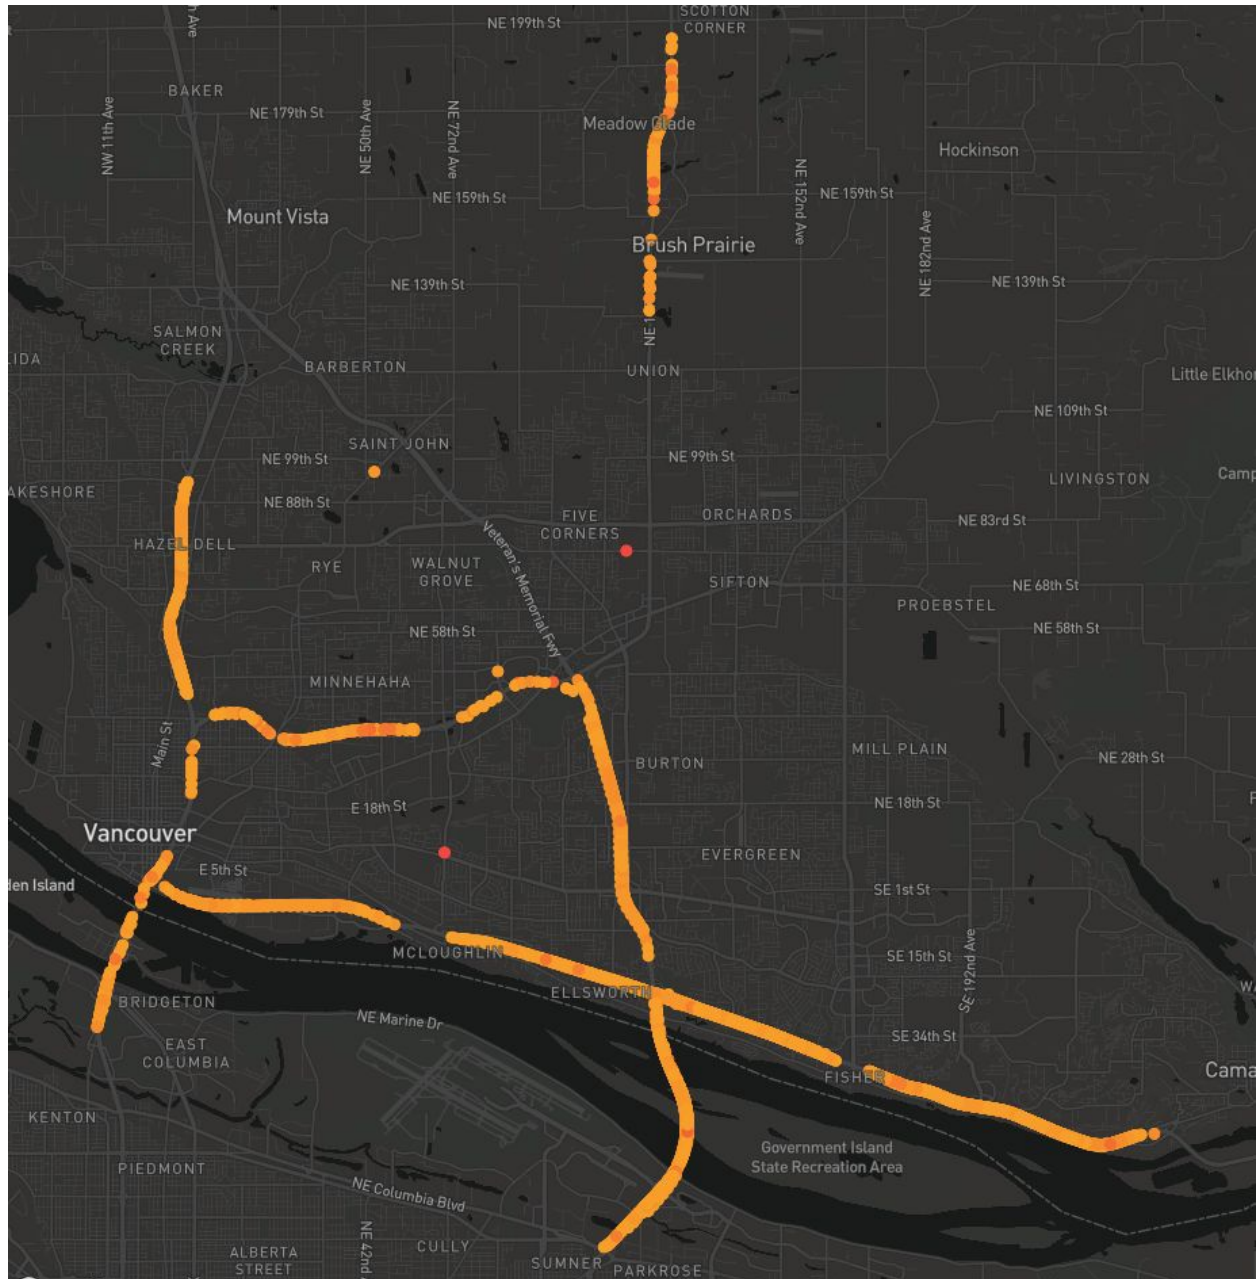 SCOTTON
CORNER
NE 199th St
BAKER
NE 179th St
NW 11th Ave
NE 50th Ave
NE 72nd Ave
Meadow Glade
Hockinson
NE 159th St
NE 152nd Ave
NE 159th St
Mount Vista
NE 182nd Ave
Brush Prairie
NE 139th St
NE 139th St
SALMON
CREEK
NE 1
BARBERTON
UNION
Little Elkhor
NE 109th St
SAINT JOHN
NE 99th St
NE 99th St
LIVINGSTON
Camp
AKESHORE
NE 88th St
FIVE
CORNERS
ORCHARDS
NE 83rd St
HAZEL DELL
RYE
WALNUT
GROVE
Veteran's Memorial Fwy
SIFTON
NE 68th St
PROEBSTEL
NE 58th St
NE 58th St
MINNEHAHA
Main St
BURTON
MILL PLAIN
NE 28th St
E 18th St
NE 18th St
Vancouver
EVERGREEN
E 5th St
den Island
SE 1st St
MCLOUGHLIN
SE 15th St
SE 192nd Ave
ELLSWORTH
BRIDGETON
NE Marine Dr
SE 34th St
EAST
COLUMBIA
FISHER
Cama
KENTON
Government Island
State Recreation Area
PIEDMONT
NE Columbia Blvd
NE 42nd
CULLY
ALBERTA
STREET
SUMNER
PARKROSE